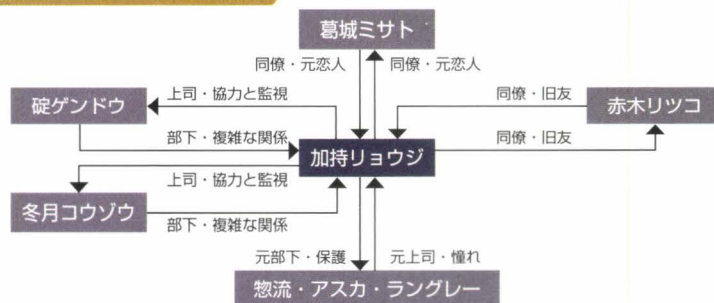 葛城ミサト
同僚・元恋人
同僚・元恋人
碇ゲンドウ
上司・協力と監視
同僚・旧友
赤木リツコ
部下・複雑な関係
加持リョウジ
同僚・旧友
上司・協力と監視
冬月コウゾウ
部下・複雑な関係
元部下・保護
元上司・憧れ
惣流・アスカ・ラングレー